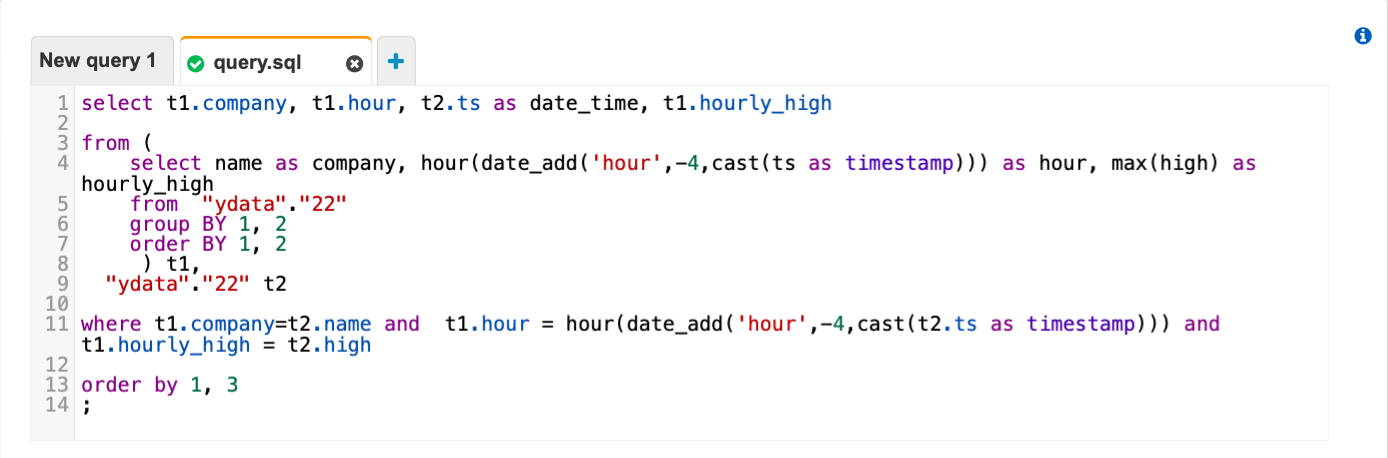 New query 1
query.sql
+
1 select t1.company, t1.hour, t2.ts as date_time, t1.hourly_high
2
3 from (
4     select name as company, hour(date_add('hour',-4,cast(ts as timestamp))) as hour, max(high) as
hourly_high
5     from  "ydata"."22"
6     group BY 1, 2
7     order BY 1, 2
8      ) t1,
9   "ydata"."22" t2
10
11 where t1.company=t2.name and  t1.hour = hour(date_add('hour',-4,cast(t2.ts as timestamp))) and
t1.hourly_high = t2.high
12
13 order by 1, 3
14 ;